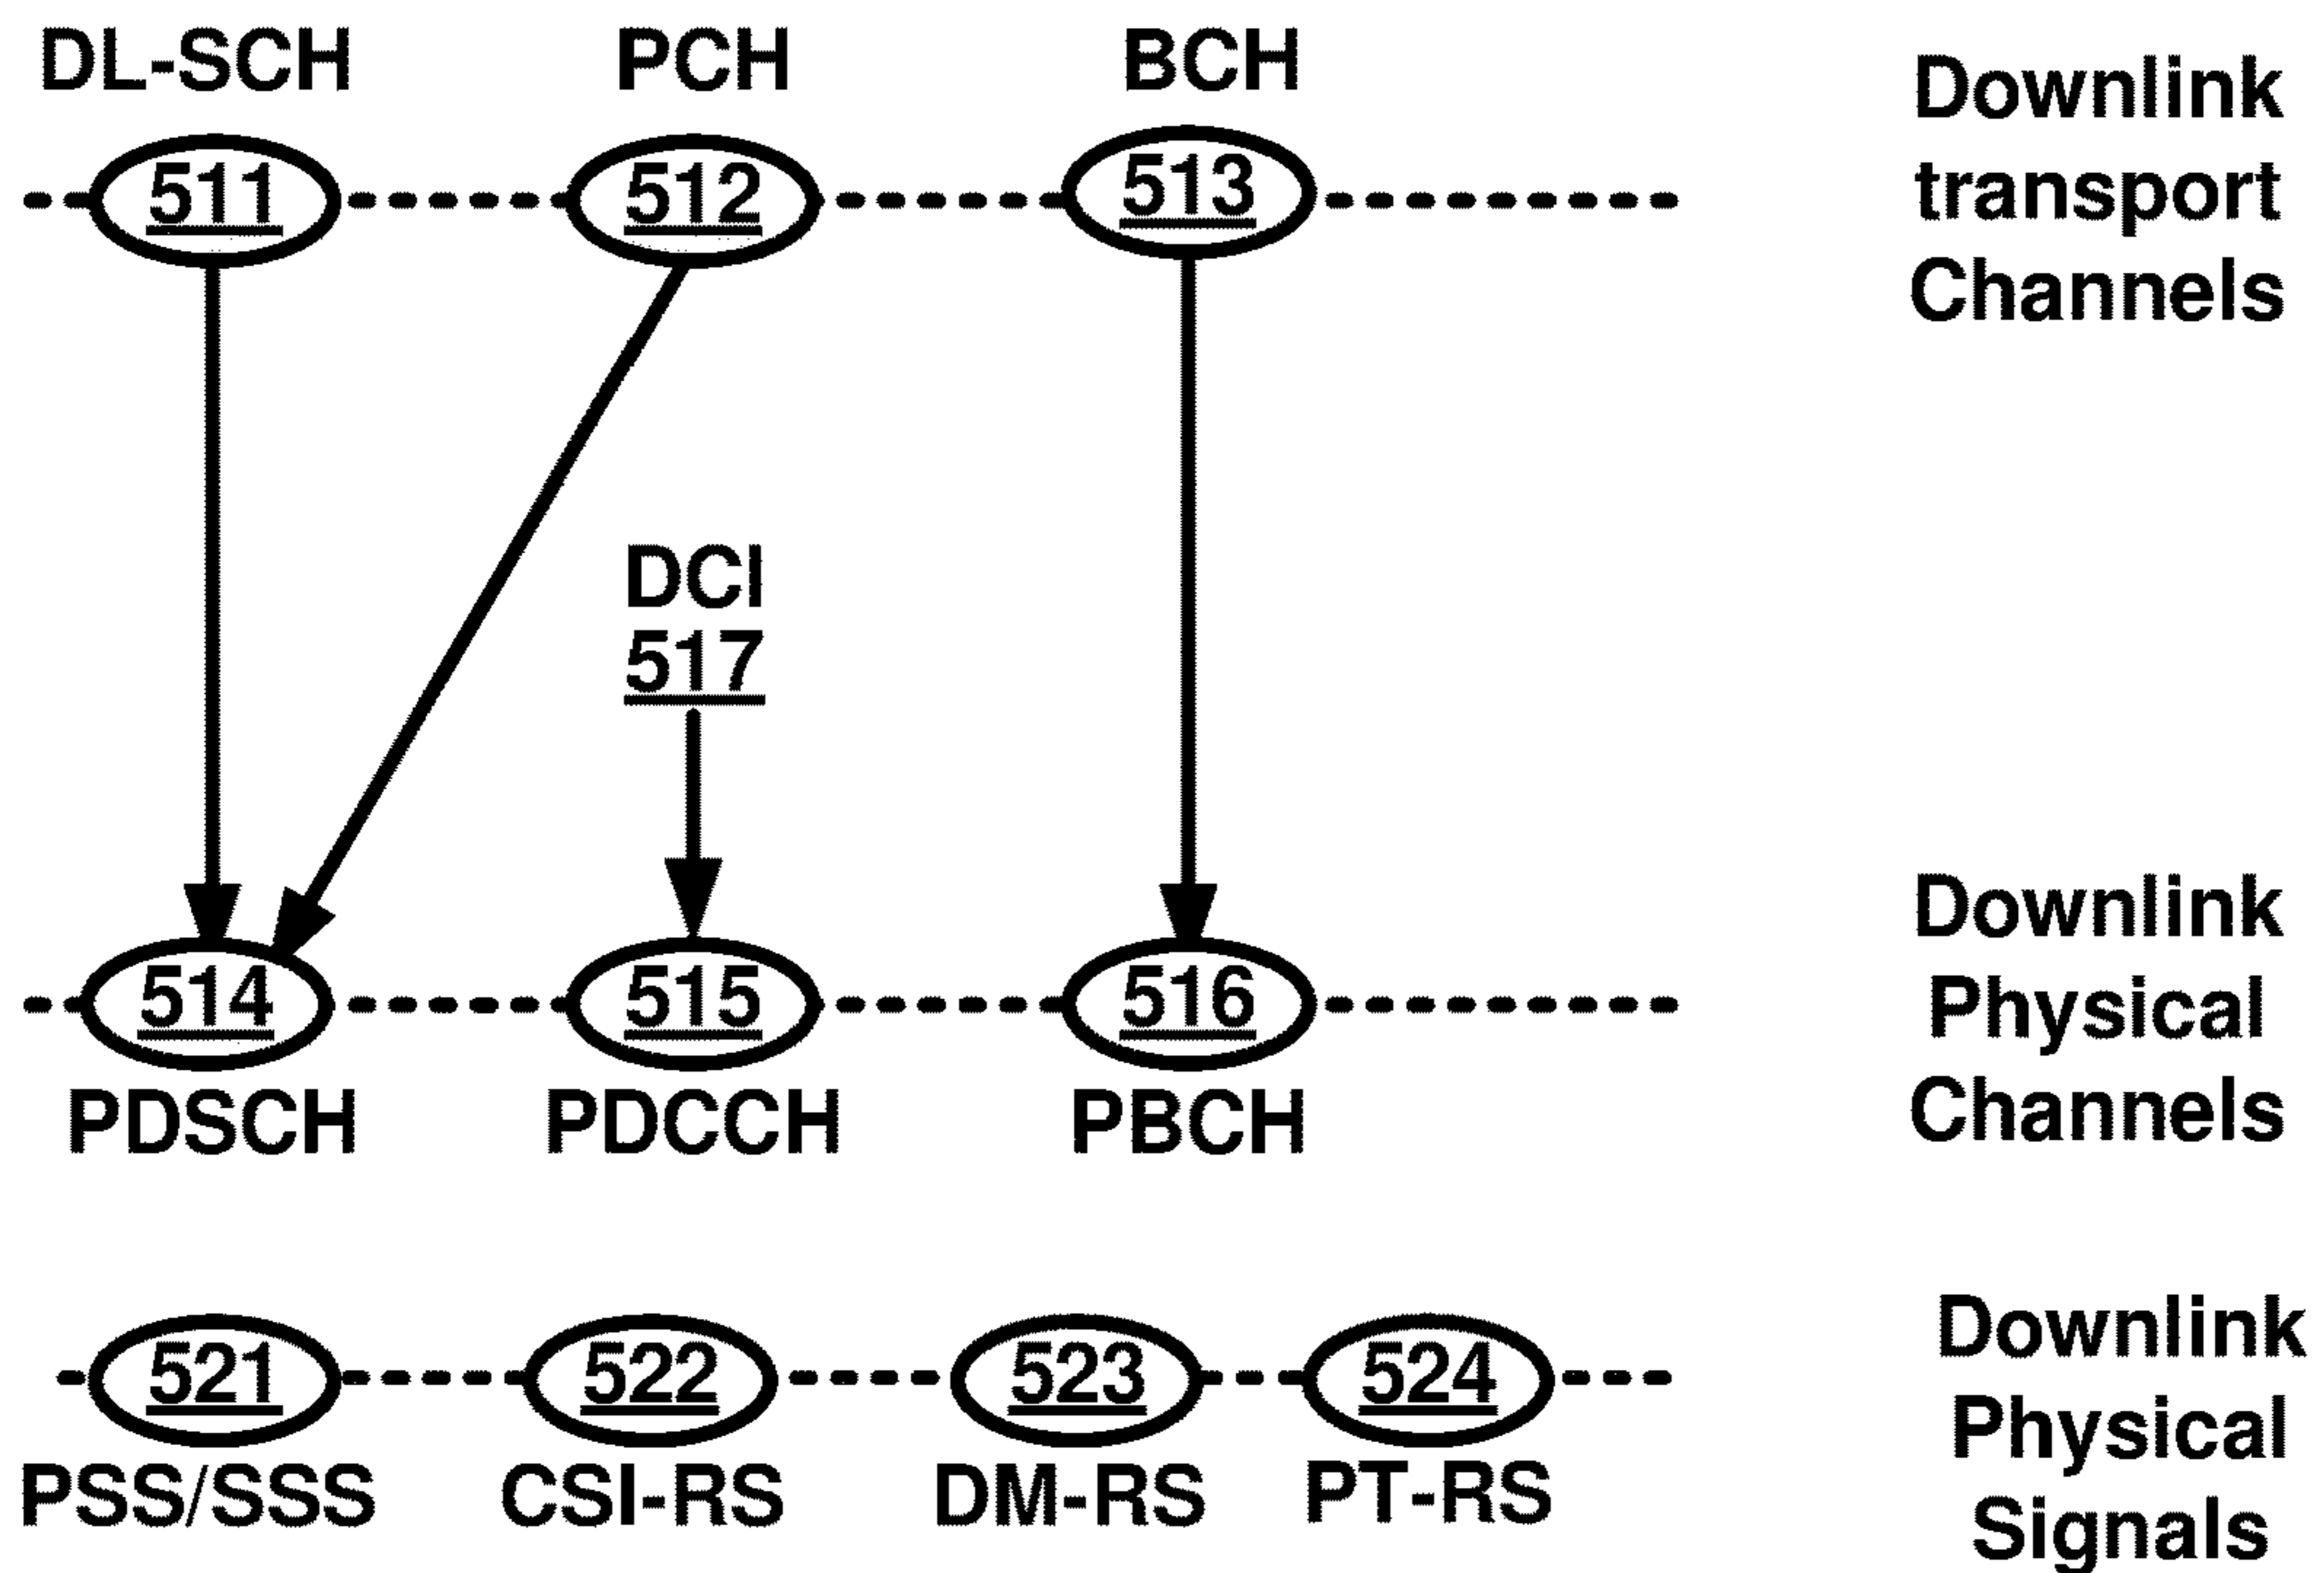 DL-SCH PCH BCH
511 512 513
Downlink
transport
Channels
DCI
517
514 515 516
PDSCH PDCCH PBCH
Downlink
Physical
Channels
521 522 523 524
PSS/SSS CSI-RS DM-RS PT-RS
Downlink
Physical
Signals